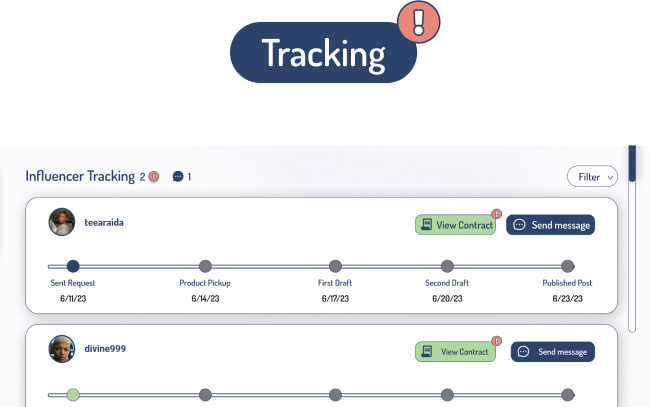 Tracking
Influencer Tracking 2 1
Filter
teearaida
View Contract
Send message
Sent Request Product Pickup First Draft Second Draft Published Post
6/11/23 6/14/23 6/17/23 6/20/23 6/23/23
divine999
View Contract
Send message